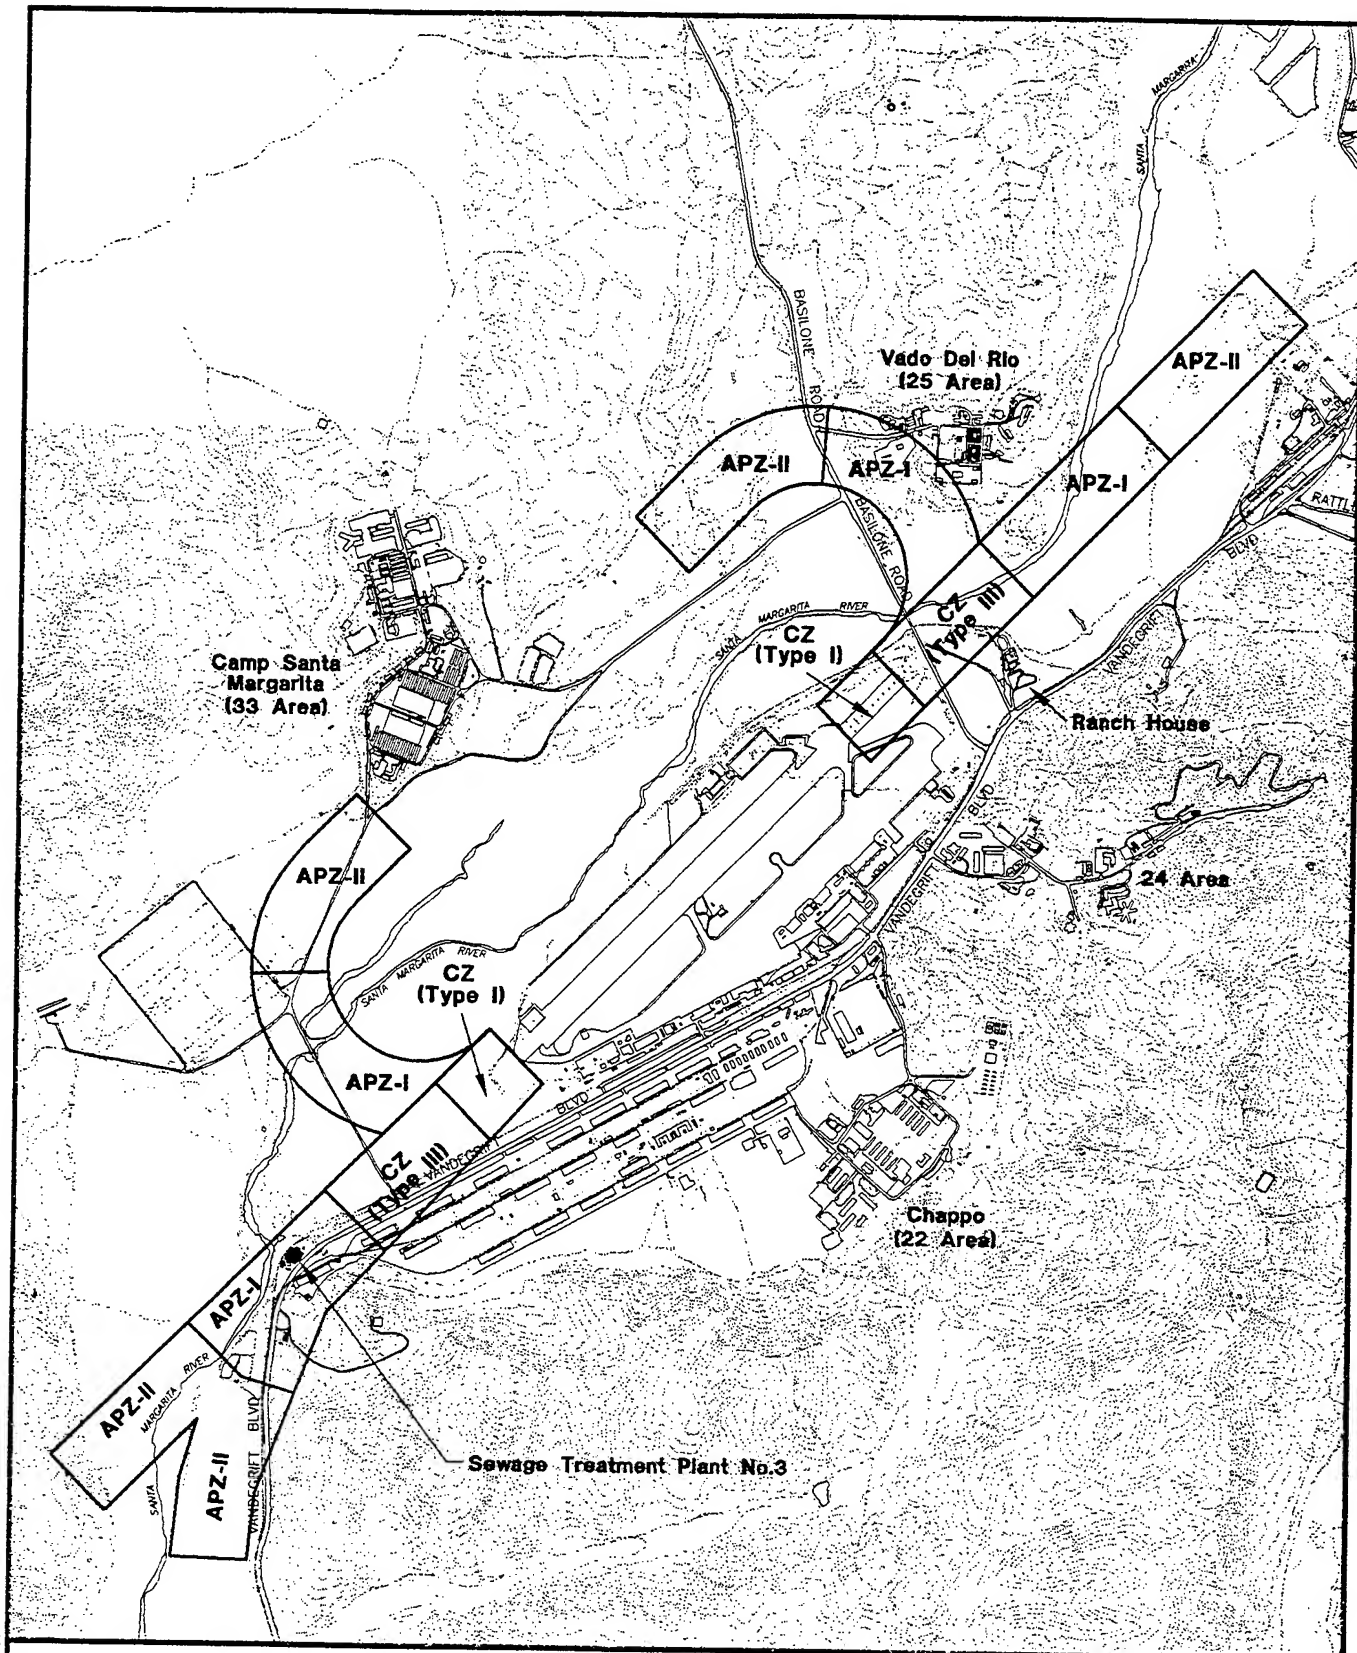 SANTA
MARGARITA
BASILONE
ROAD
Vado Del Rio
(25 Area)
APZ-II
APZ-II
APZ-I
APZ-I
BASILONE ROAD
RATTL
BLVD
VANDEGRIFT
SANTA MARGARITA RIVER
CZ
(Type I)
CZ
(Type III)
Camp Santa
Margarita
(33 Area)
Ranch House
BLVD
VANDEGRIFT
24 Area
APZ-II
SANTA MARGARITA RIVER
CZ
(Type I)
APZ-I
BLVD
VANDEGRIFT
CZ
(Type III)
Chappo
(22 Area)
APZ-I
APZ-II
SANTA MARGARITA RIVER
APZ-II
VANDEGRIFT BLVD
Sewage Treatment Plant No.3